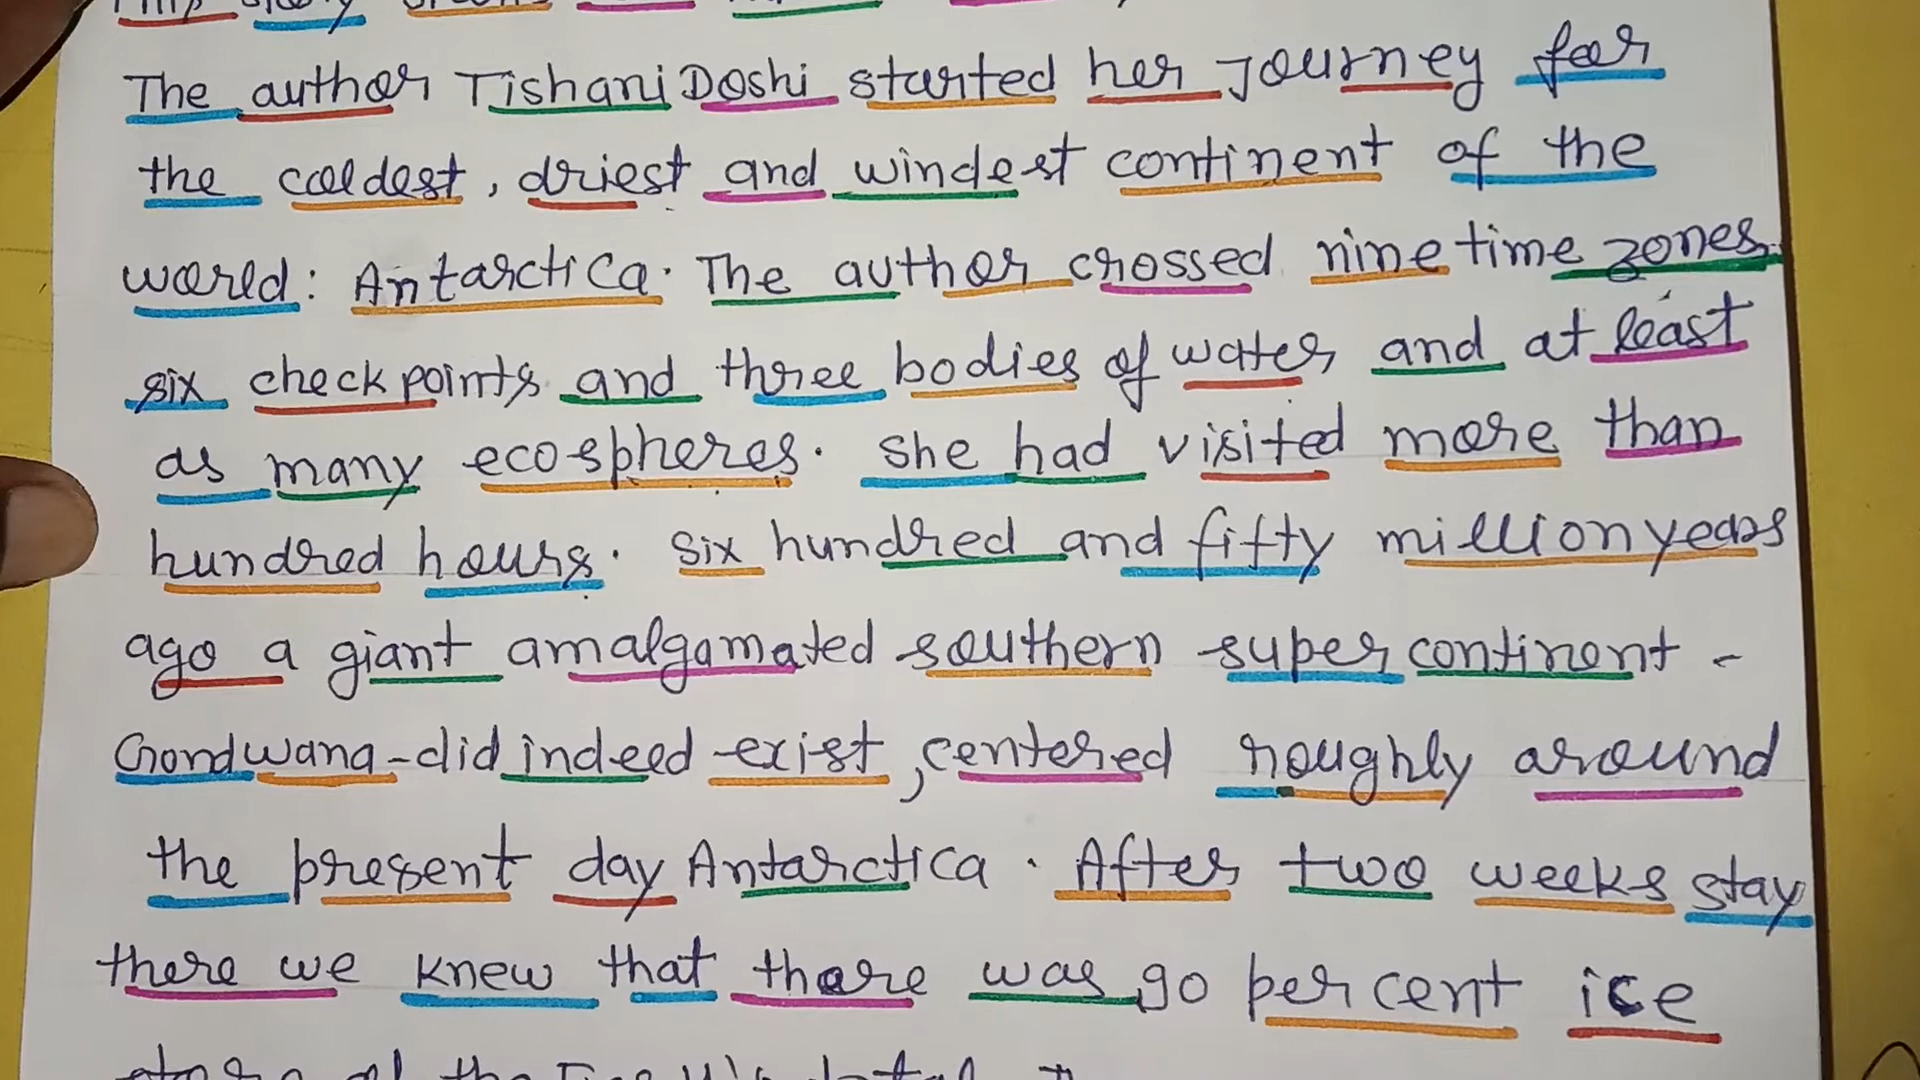 The author Tishani Doshi started her Journey for
the coldest, driest and windest continent of the
world: Antarctica. The author crossed nine time zones
six checkpoints and three bodies of water and at least
as many ecospheres. She had visited more than
hundred hours. Six hundred and fifty million years
ago a giant amalgamated southern super continent -
Gondwana-did indeed exist, centered roughly around
the present day Antarctica. After two weeks stay
there we knew that there was 90 percent ice